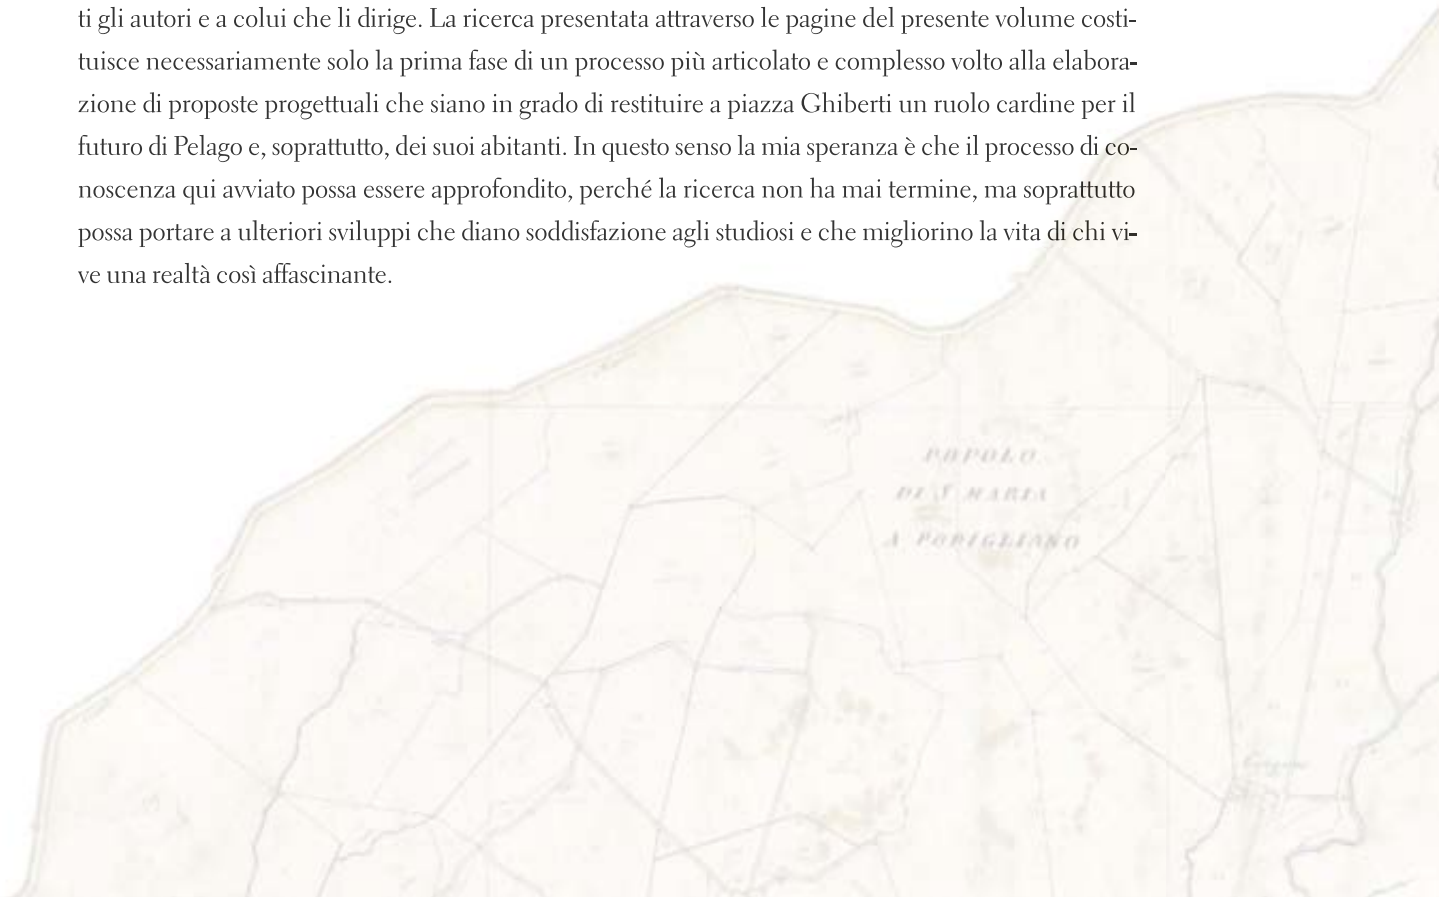 ti gli autori e a colui che li dirige. La ricerca presentata attraverso le pagine del presente volume costi-
tuisce necessariamente solo la prima fase di un processo più articolato e complesso volto alla elabora-
zione di proposte progettuali che siano in grado di restituire a piazza Ghiberti un ruolo cardine per il
futuro di Pelago e, soprattutto, dei suoi abitanti. In questo senso la mia speranza è che il processo di co-
noscenza qui avviato possa essere approfondito, perché la ricerca non ha mai termine, ma soprattutto
possa portare a ulteriori sviluppi che diano soddisfazione agli studiosi e che migliorino la vita di chi vi-
ve una realtà così affascinante.
POPOLO
DI S. MARIA
A POPIGLIANO